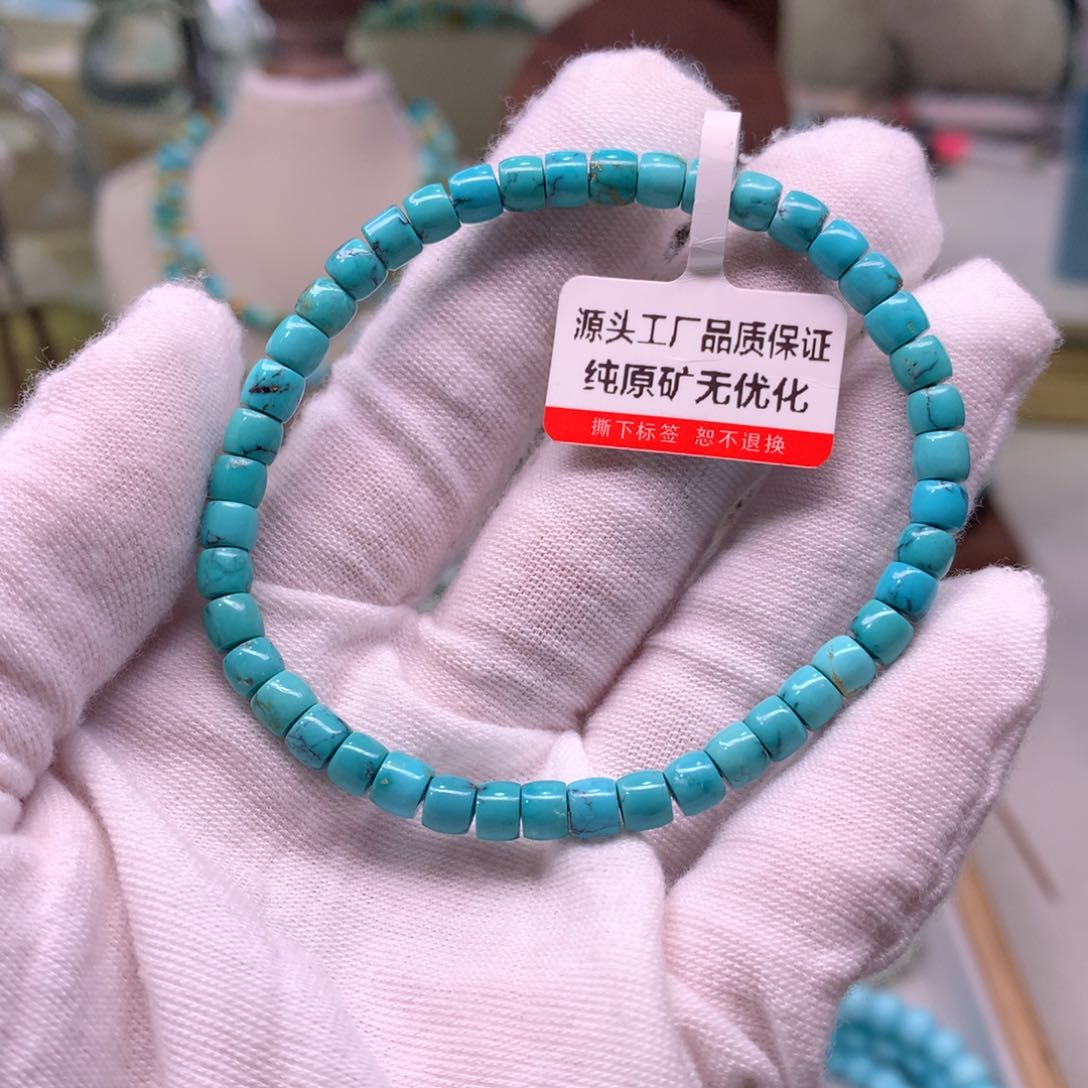 源头工厂品质保证
纯原矿无优化
撕下标签 恕不退换